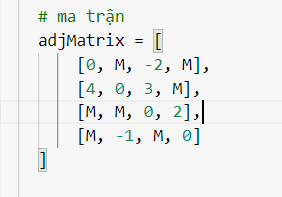 # ma trận
adjMatrix = [
[0, M, -2, M],
[4, 0, 3, M],
[M, M, 0, 2],
[M, -1, M, 0]
]